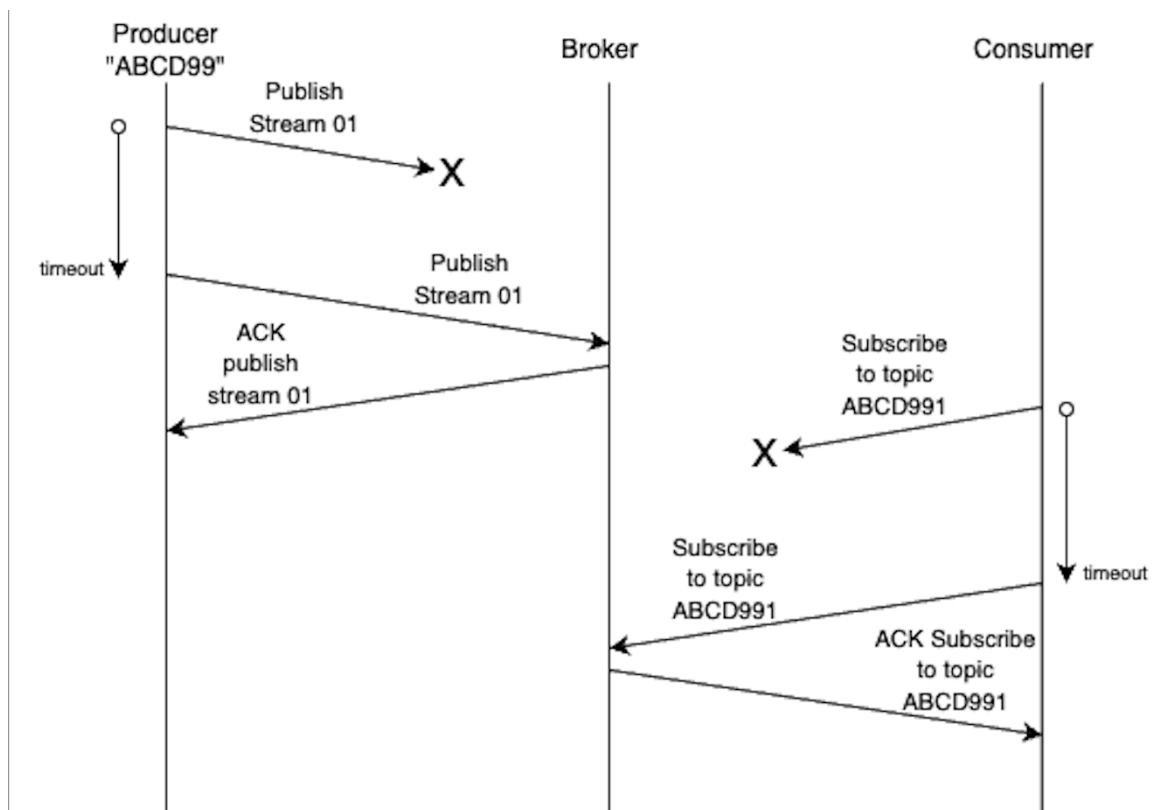 Producer
"ABCD99"
Broker
Consumer
Publish
Stream 01
X
timeout
Publish
Stream 01
ACK
publish
stream 01
Subscribe
to topic
ABCD991
X
timeout
Subscribe
to topic
ABCD991
ACK Subscribe
to topic
ABCD991